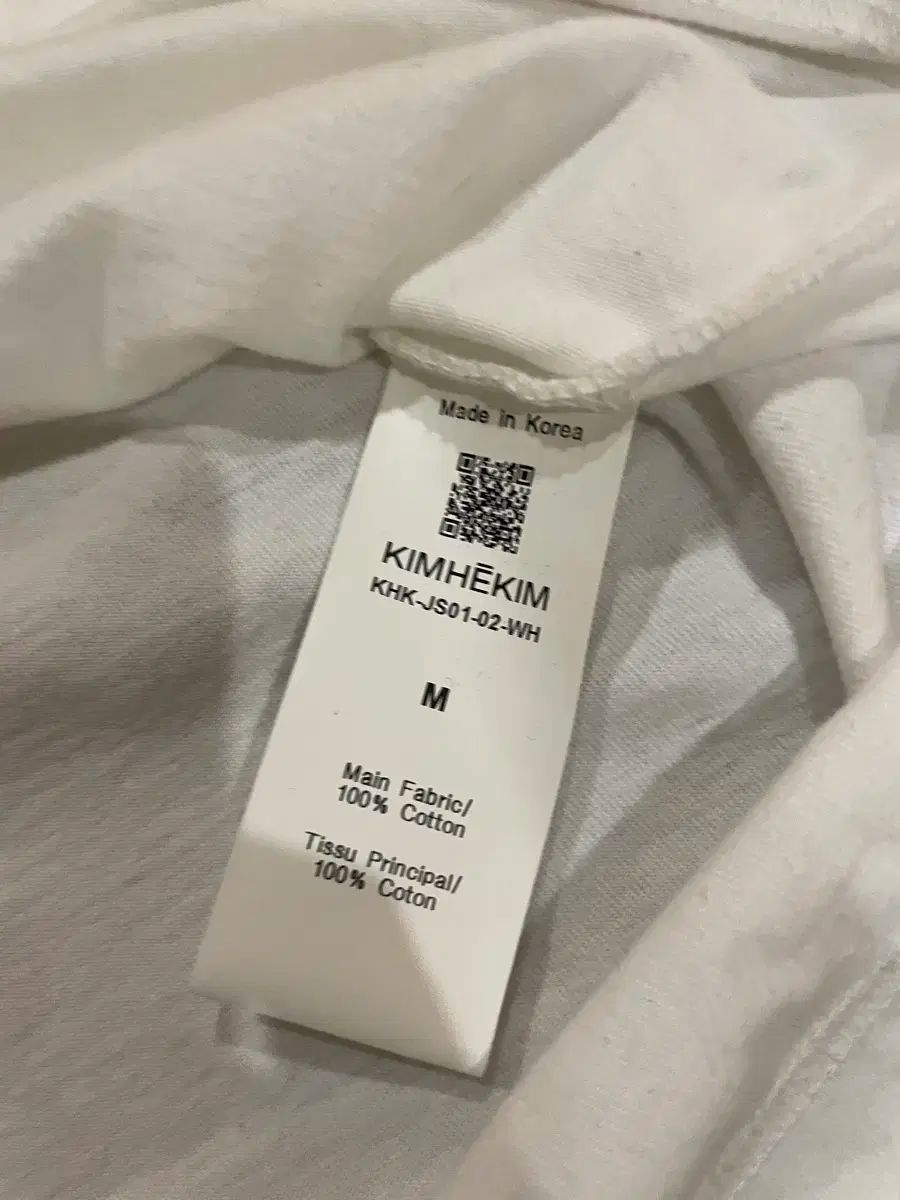 Made in Korea
KIMHĒKIM
KHK-JS01-02-WH
M
Main Fabric/
100% Cotton
Tissu Principal/
100% Coton